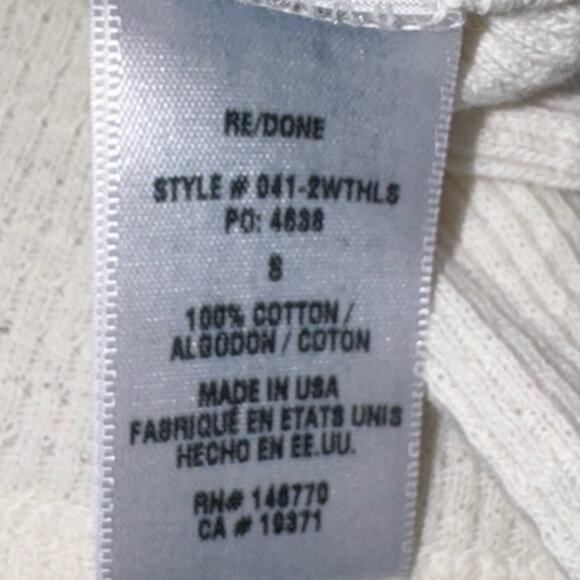 RE/DONE
STYLE # 041-2WTHLS
PO: 4638
S
100% COTTON /
ALGODON / COTON
MADE IN USA
FABRIQUÉ EN ETATS UNIS
HECHO EN EE.UU.
RN# 146770
CA # 19371